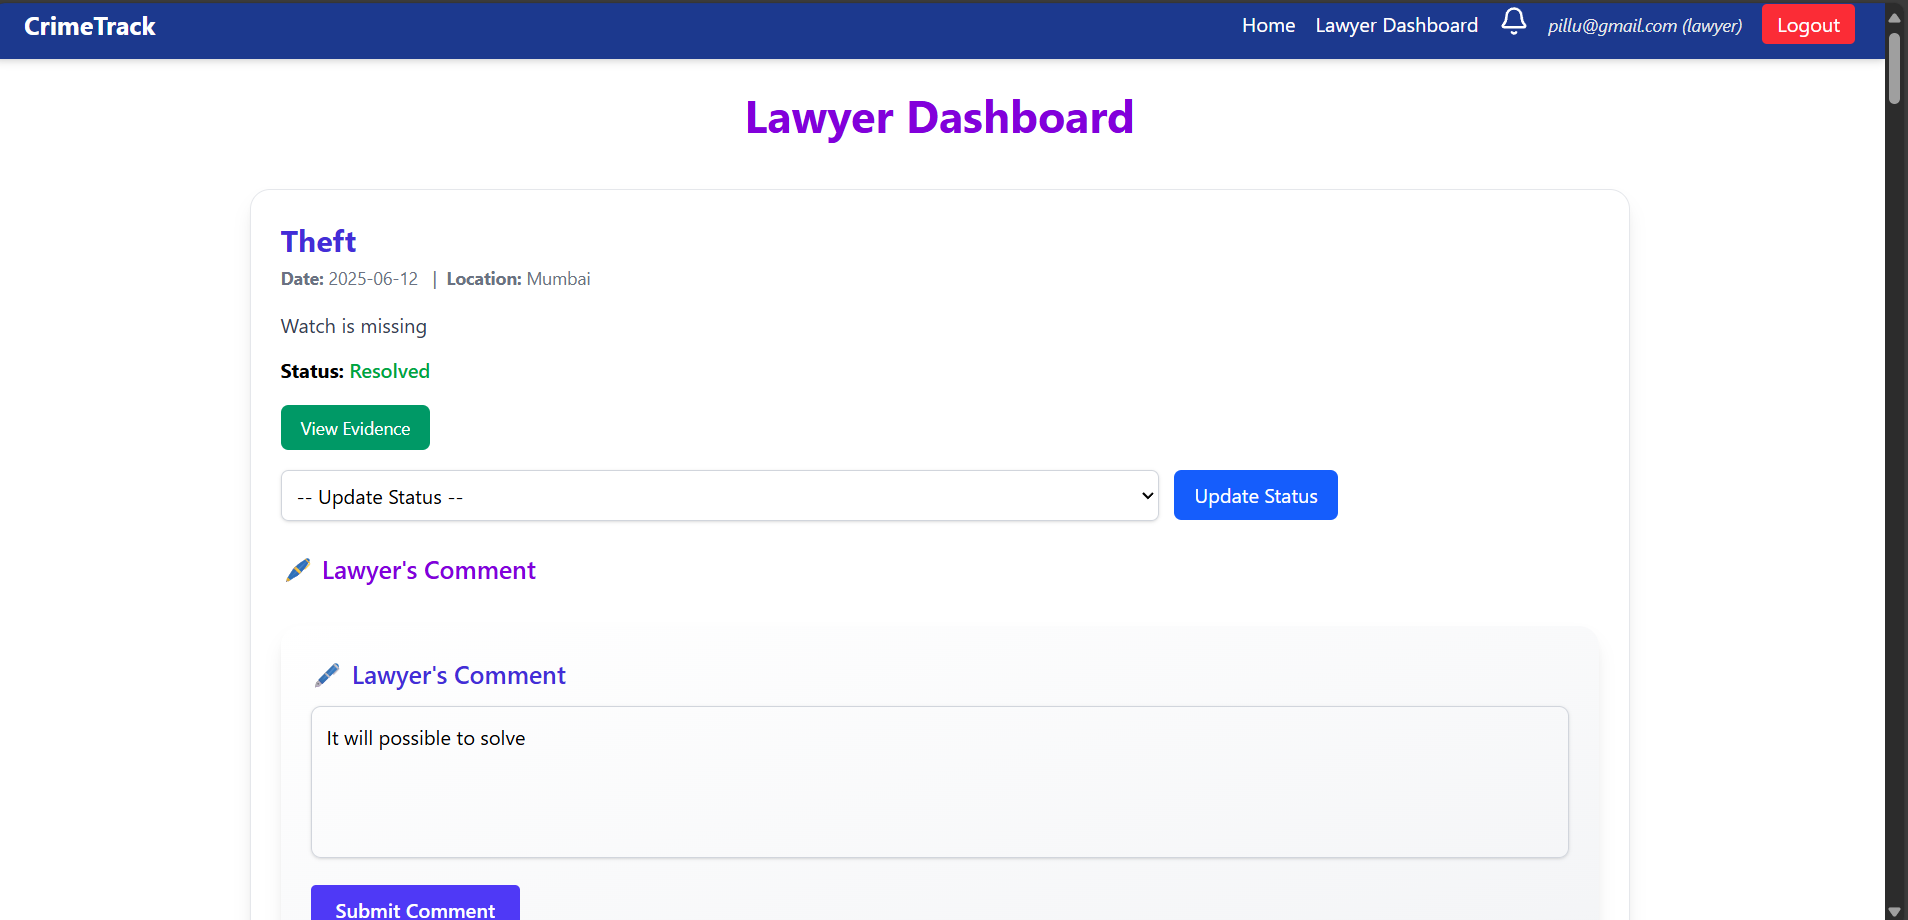 CrimeTrack
Home Lawyer Dashboard pillu@gmail.com (lawyer) Logout
Lawyer Dashboard
Theft
Date: 2025-06-12 | Location: Mumbai
Watch is missing
Status: Resolved
View Evidence
-- Update Status -- Update Status
Lawyer's Comment
Lawyer's Comment
It will possible to solve
Submit Comment